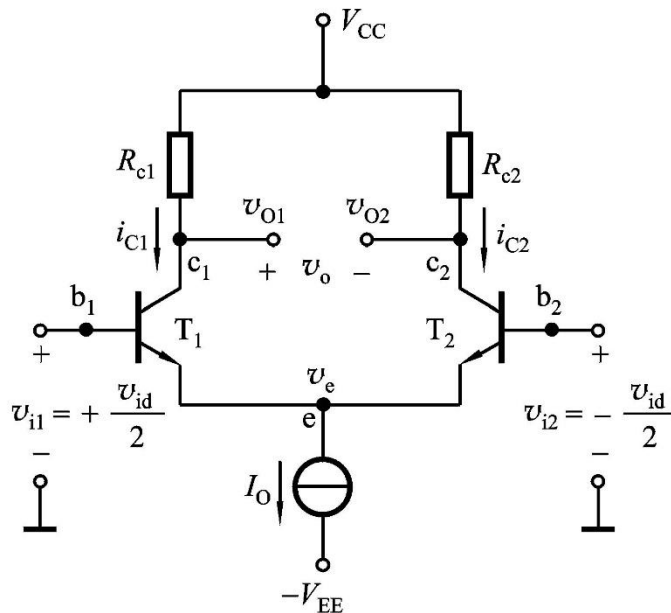 V_CC
R_c1 R_c2
v_O1 v_O2
i_C1 i_C2
c_1 + v_o − c_2
b_1 b_2
T_1 T_2
+ +
v_e
v_i1 = + v_id/2 v_i2 = − v_id/2
e
− −
I_O
−V_EE